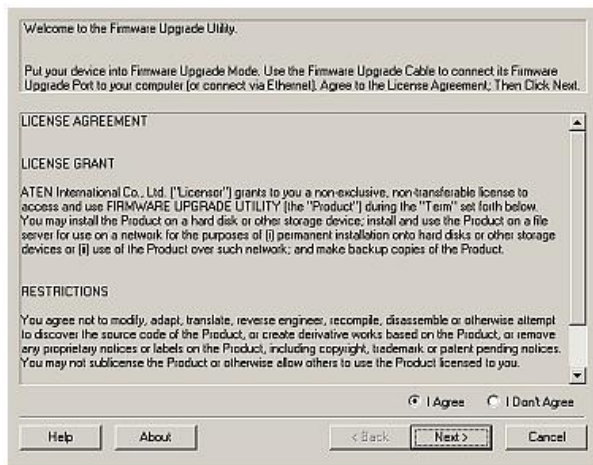 Welcome to the Firmware Upgrade Utility.
Put your device into Firmware Upgrade Mode. Use the Firmware Upgrade Cable to connect its Firmware
Upgrade Port to your computer (or connect via Ethernet). Agree to the License Agreement; Then Click Next.
LICENSE AGREEMENT
LICENSE GRANT
ATEN International Co., Ltd. ("Licensor") grants to you a non-exclusive, non-transferable license to
access and use FIRMWARE UPGRADE UTILITY (the "Product") during the "Term" set forth below.
You may install the Product on a hard disk or other storage device; install and use the Product on a file
server for use on a network for the purposes of (i) permanent installation onto hard disks or other storage
devices or (ii) use of the Product over such network; and make backup copies of the Product.
RESTRICTIONS
You agree not to modify, adapt, translate, reverse engineer, recompile, disassemble or otherwise attempt
to discover the source code of the Product, or create derivative works based on the Product, or remove
any proprietary notices or labels on the Product, including copyright, trademark or patent pending notices.
You may not sublicense the Product or otherwise allow others to use the Product licensed to you.
I Agree I Don't Agree
Help About < Back Next > Cancel